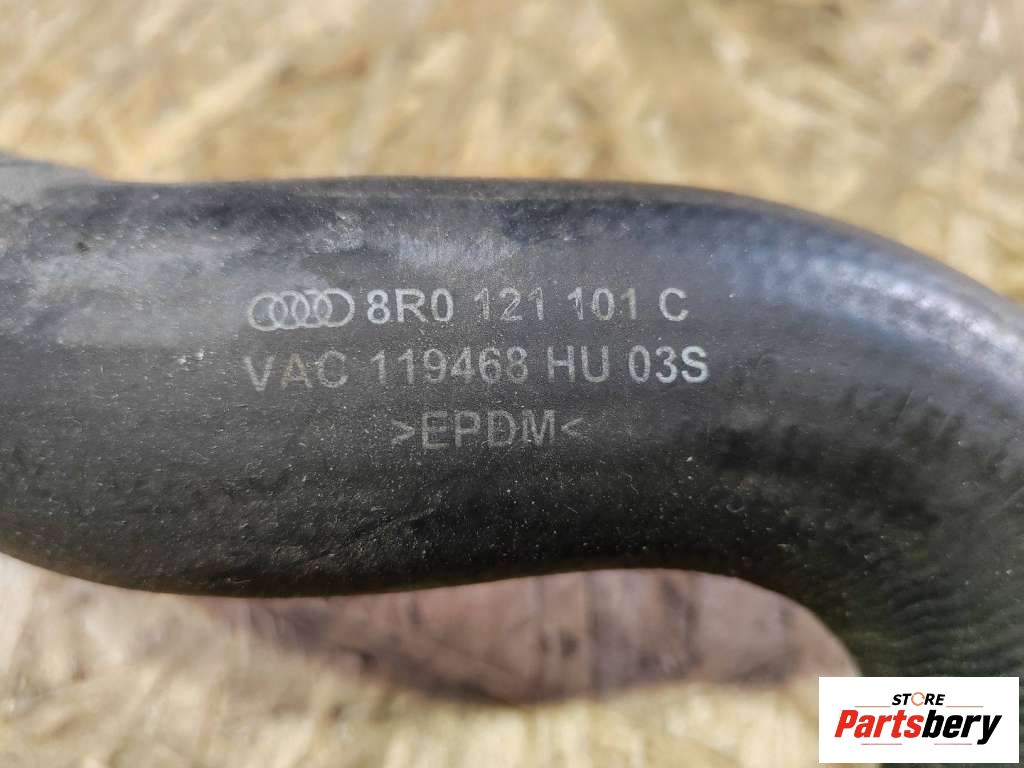 8R0 121 101 C
VAC 119468 HU 03S
>EPDM<
STORE
Partsbery